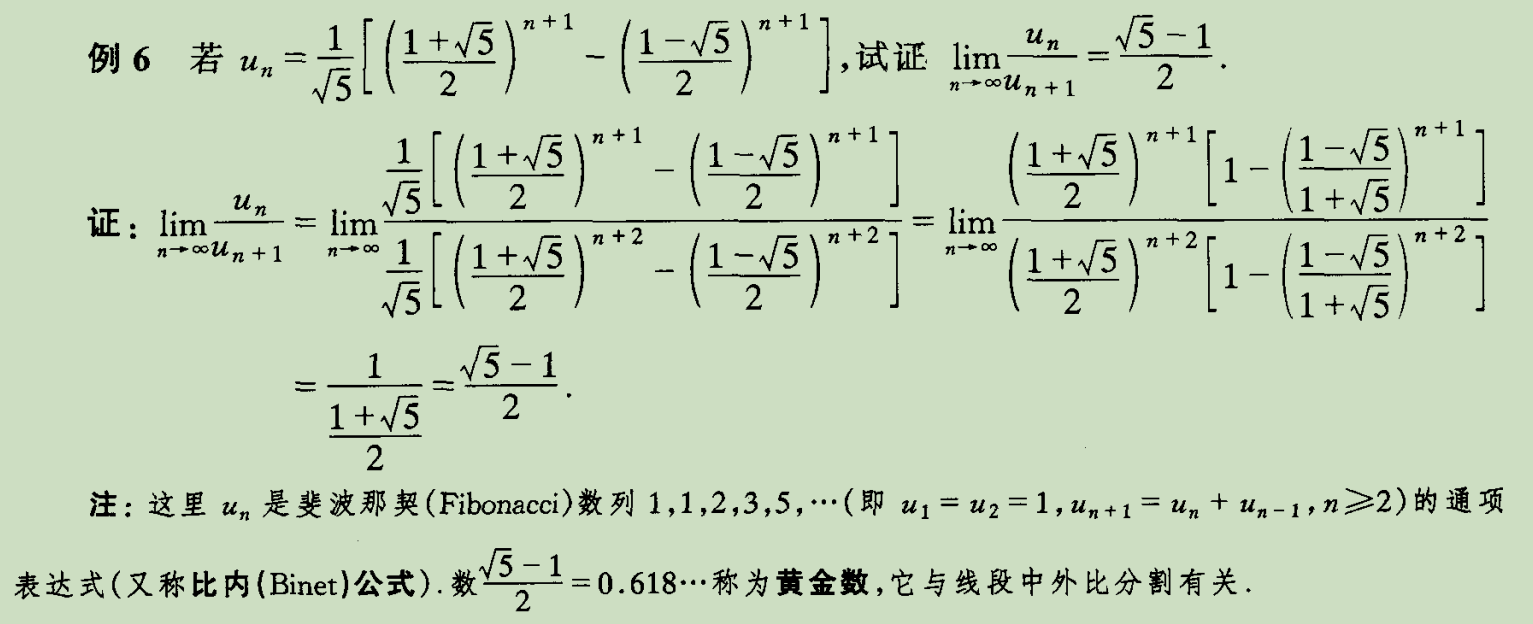 例 6 若 $u_n = \frac{1}{\sqrt{5}}\left[\left(\frac{1+\sqrt{5}}{2}\right)^{n+1} - \left(\frac{1-\sqrt{5}}{2}\right)^{n+1}\right]$,试证 $\lim_{n\to\infty}\frac{u_n}{u_{n+1}} = \frac{\sqrt{5}-1}{2}$.
证: $\lim_{n\to\infty}\frac{u_n}{u_{n+1}} = \lim_{n\to\infty}\frac{\frac{1}{\sqrt{5}}\left[\left(\frac{1+\sqrt{5}}{2}\right)^{n+1} - \left(\frac{1-\sqrt{5}}{2}\right)^{n+1}\right]}{\frac{1}{\sqrt{5}}\left[\left(\frac{1+\sqrt{5}}{2}\right)^{n+2} - \left(\frac{1-\sqrt{5}}{2}\right)^{n+2}\right]} = \lim_{n\to\infty}\frac{\left(\frac{1+\sqrt{5}}{2}\right)^{n+1}\left[1 - \left(\frac{1-\sqrt{5}}{1+\sqrt{5}}\right)^{n+1}\right]}{\left(\frac{1+\sqrt{5}}{2}\right)^{n+2}\left[1 - \left(\frac{1-\sqrt{5}}{1+\sqrt{5}}\right)^{n+2}\right]}$
$= \frac{1}{\frac{1+\sqrt{5}}{2}} = \frac{\sqrt{5}-1}{2}$.
注: 这里 $u_n$ 是斐波那契(Fibonacci)数列 1,1,2,3,5,…(即 $u_1 = u_2 = 1, u_{n+1} = u_n + u_{n-1}, n \geqslant 2$)的通项
表达式(又称比内(Binet)公式).数$\frac{\sqrt{5}-1}{2} = 0.618$…称为黄金数,它与线段中外比分割有关.